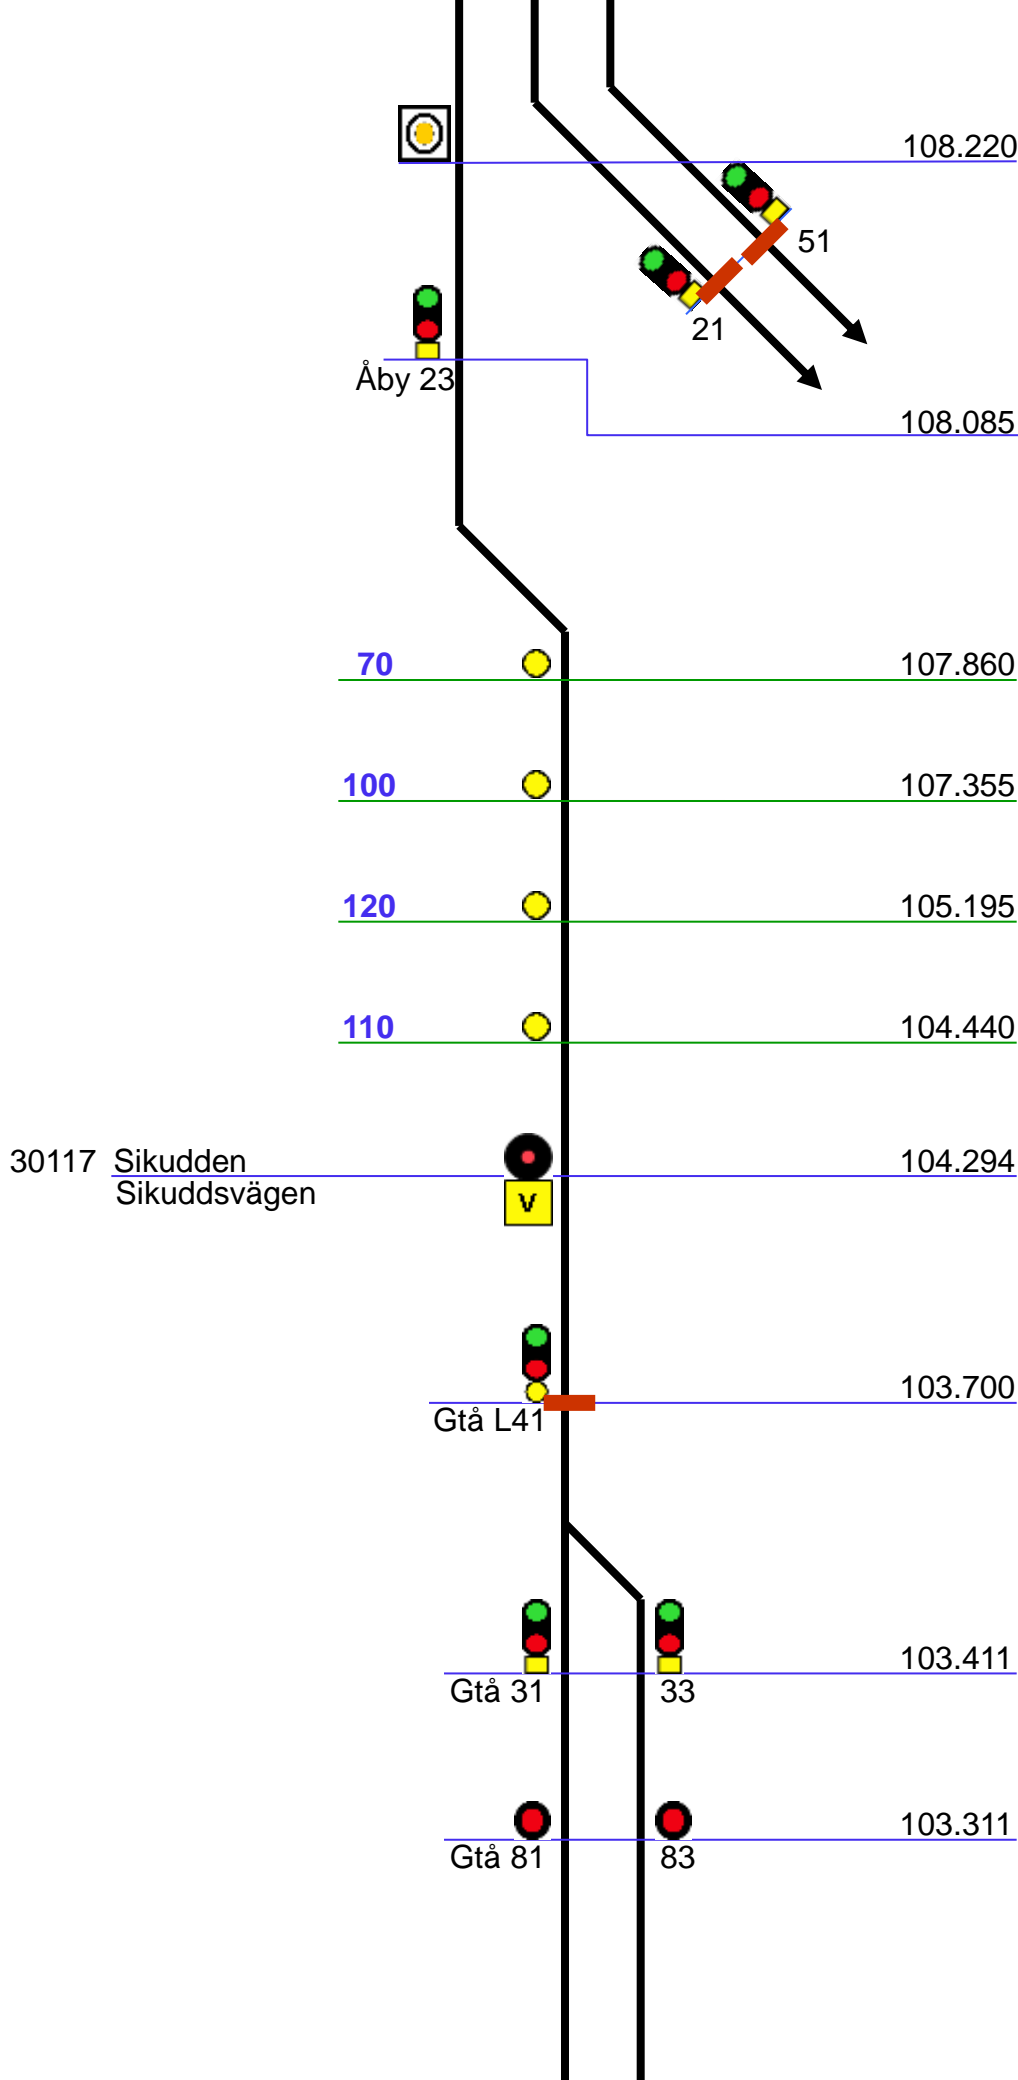 108.220
51
21
Åby 23
108.085
70 107.860
100 107.355
120 105.195
110 104.440
30117 Sikudden 104.294
Sikuddsvägen
V
103.700
Gtå L41
103.411
Gtå 31 33
103.311
Gtå 81 83